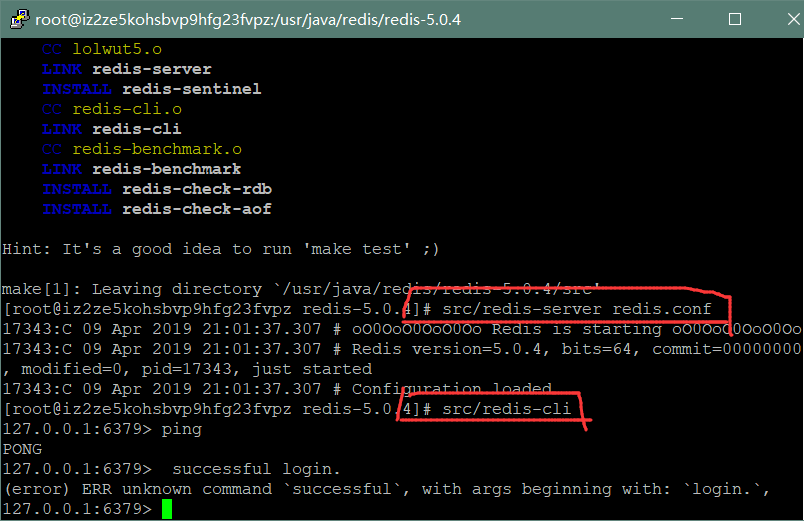 root@iz2ze5kohsbvp9hfg23fvpz:/usr/java/redis/redis-5.0.4
CC lolwut5.o
LINK redis-server
INSTALL redis-sentinel
CC redis-cli.o
LINK redis-cli
CC redis-benchmark.o
LINK redis-benchmark
INSTALL redis-check-rdb
INSTALL redis-check-aof
Hint: It's a good idea to run 'make test' ;)
make[1]: Leaving directory `/usr/java/redis/redis-5.0.4/src'
[root@iz2ze5kohsbvp9hfg23fvpz redis-5.0.4]# src/redis-server redis.conf
17343:C 09 Apr 2019 21:01:37.307 # oO0OoO0OoO0Oo Redis is starting oO0OoO0OoO0Oo
17343:C 09 Apr 2019 21:01:37.307 # Redis version=5.0.4, bits=64, commit=00000000
, modified=0, pid=17343, just started
17343:C 09 Apr 2019 21:01:37.307 # Configuration loaded
[root@iz2ze5kohsbvp9hfg23fvpz redis-5.0.4]# src/redis-cli
127.0.0.1:6379> ping
PONG
127.0.0.1:6379>  successful login.
(error) ERR unknown command `successful`, with args beginning with: `login.`,
127.0.0.1:6379>